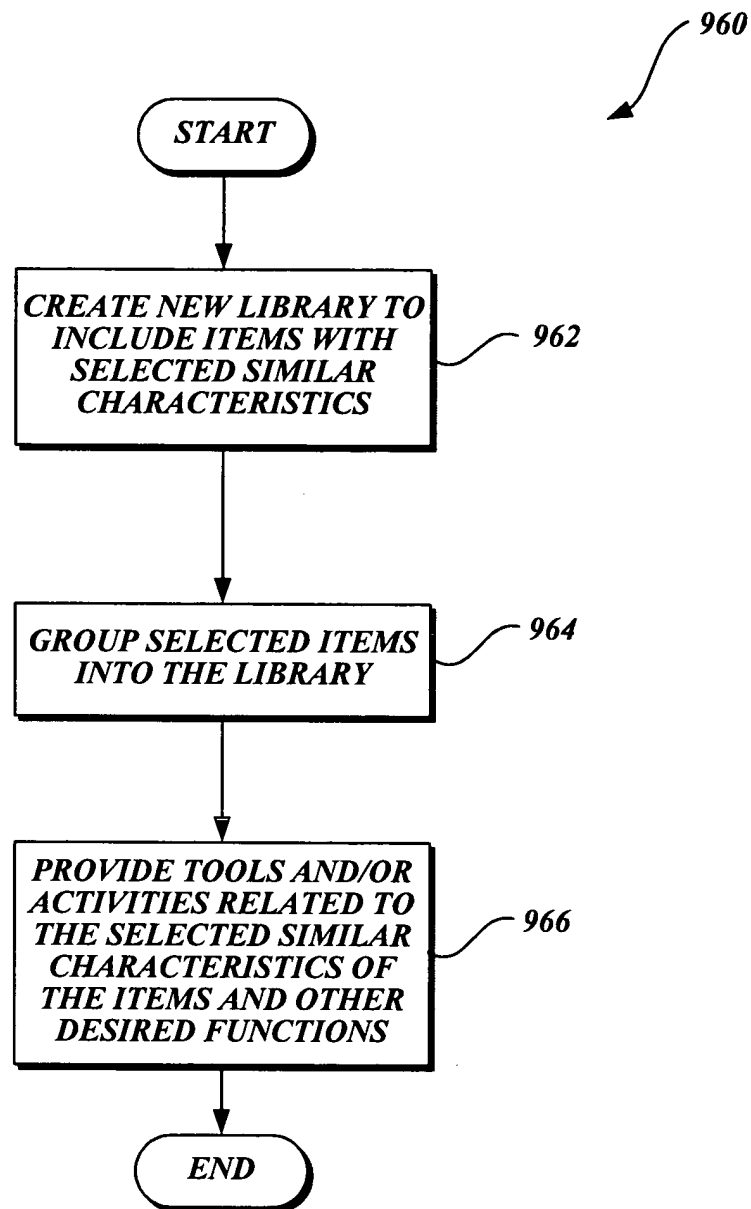 960
START
CREATE NEW LIBRARY TO
INCLUDE ITEMS WITH
SELECTED SIMILAR
CHARACTERISTICS
962
GROUP SELECTED ITEMS
INTO THE LIBRARY
964
PROVIDE TOOLS AND/OR
ACTIVITIES RELATED TO
THE SELECTED SIMILAR
CHARACTERISTICS OF
THE ITEMS AND OTHER
DESIRED FUNCTIONS
966
END